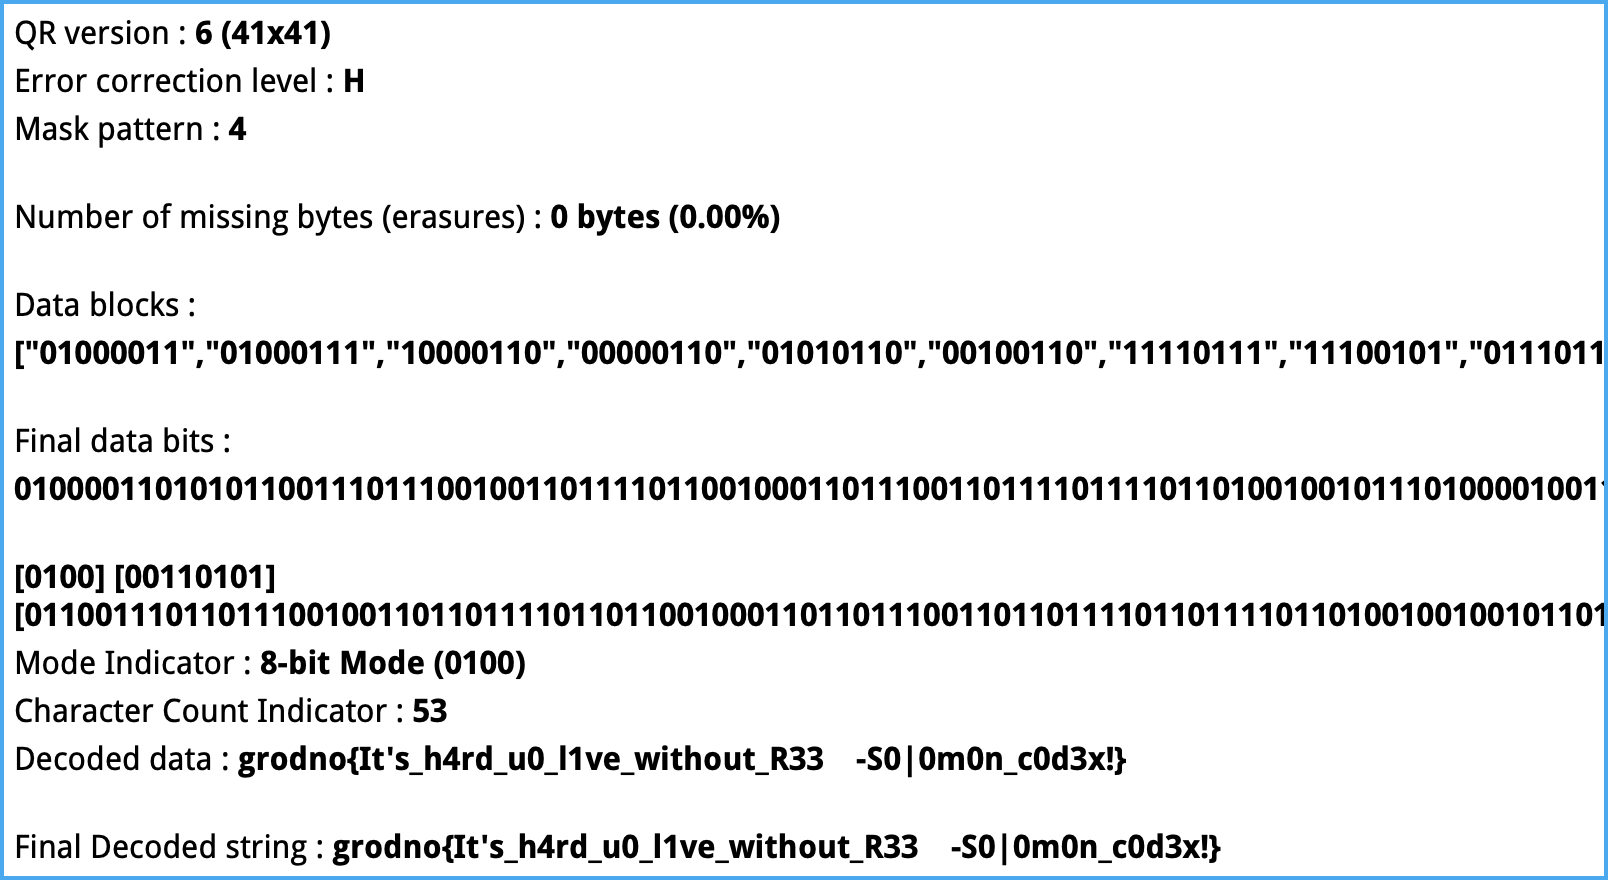 QR version : 6 (41x41)
Error correction level : H
Mask pattern : 4
Number of missing bytes (erasures) : 0 bytes (0.00%)
Data blocks :
["01000011","01000111","10000110","00000110","01010110","00100110","11110111","11100101","0111011
Final data bits :
010000110101011001110111001001101111011001000110111001101111011110110100100101110100001001
[0100] [00110101]
[011001110110111001001101101111011011001000110110111001101101111011011110110100100100101101
Mode Indicator : 8-bit Mode (0100)
Character Count Indicator : 53
Decoded data : grodno{It's_h4rd_u0_l1ve_without_R33    -S0|0m0n_c0d3x!}
Final Decoded string : grodno{It's_h4rd_u0_l1ve_without_R33    -S0|0m0n_c0d3x!}